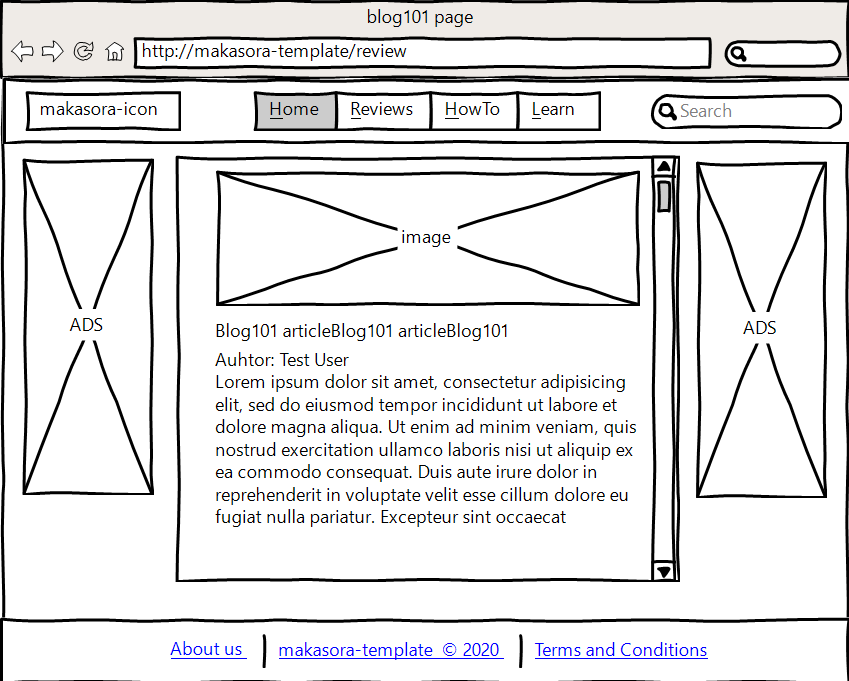 blog101 page
http://makasora-template/review
makasora-icon
Home Reviews HowTo Learn
Search
ADS
image
ADS
Blog101 articleBlog101 articleBlog101
Auhtor: Test User
Lorem ipsum dolor sit amet, consectetur adipisicing
elit, sed do eiusmod tempor incididunt ut labore et
dolore magna aliqua. Ut enim ad minim veniam, quis
nostrud exercitation ullamco laboris nisi ut aliquip ex
ea commodo consequat. Duis aute irure dolor in
reprehenderit in voluptate velit esse cillum dolore eu
fugiat nulla pariatur. Excepteur sint occaecat
About us makasora-template © 2020 Terms and Conditions